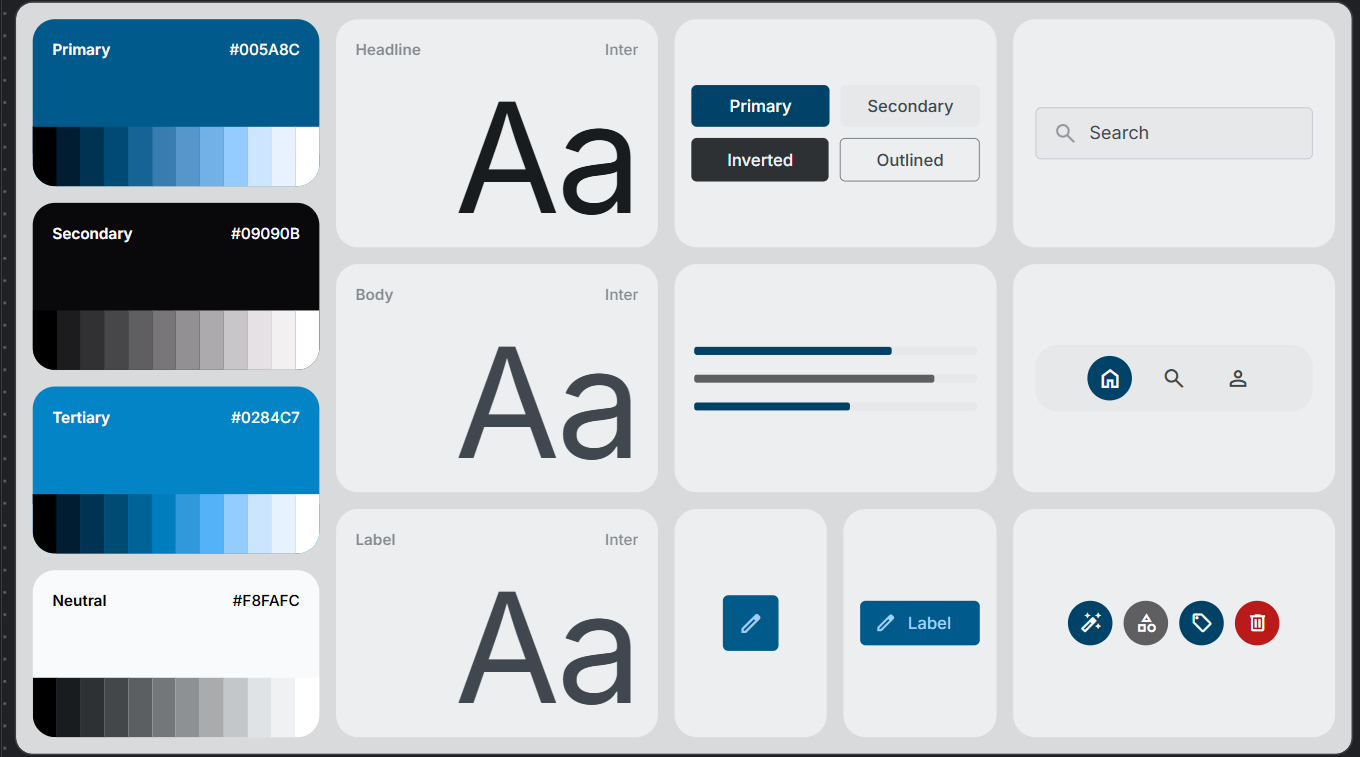 Primary #005A8C
Secondary #09090B
Tertiary #0284C7
Neutral #F8FAFC
Headline Inter
Aa
Body Inter
Aa
Label Inter
Aa
Primary Secondary
Inverted Outlined
Label
Search